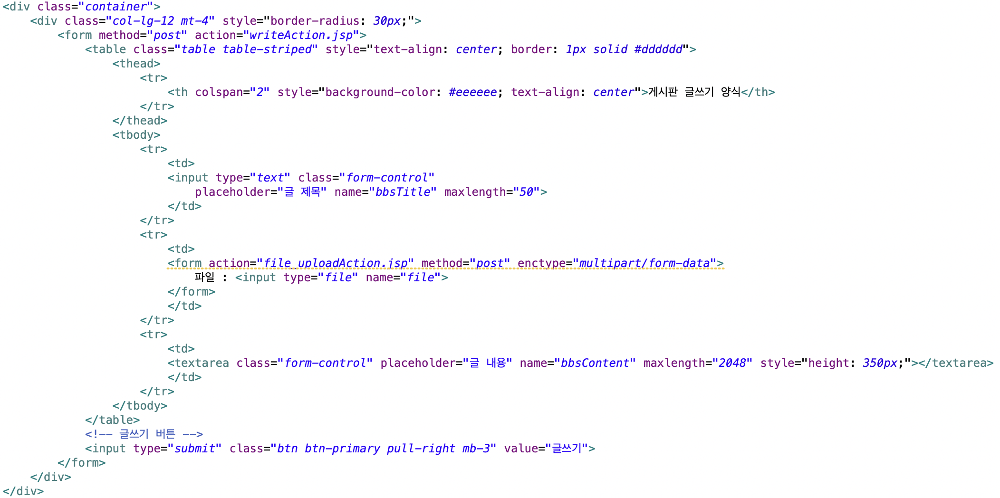 <div class="container">
<div class="col-lg-12 mt-4" style="border-radius: 30px;">
<form method="post" action="writeAction.jsp">
<table class="table table-striped" style="text-align: center; border: 1px solid #dddddd">
<thead>
<tr>
<th colspan="2" style="background-color: #eeeeee; text-align: center">게시판 글쓰기 양식</th>
</tr>
</thead>
<tbody>
<tr>
<td>
<input type="text" class="form-control"
placeholder="글 제목" name="bbsTitle" maxlength="50">
</td>
</tr>
<tr>
<td>
<form action="file_uploadAction.jsp" method="post" enctype="multipart/form-data">
파일 : <input type="file" name="file">
</form>
</td>
</tr>
<tr>
<td>
<textarea class="form-control" placeholder="글 내용" name="bbsContent" maxlength="2048" style="height: 350px;"></textarea>
</td>
</tr>
</tbody>
</table>
<!-- 글쓰기 버튼 -->
<input type="submit" class="btn btn-primary pull-right mb-3" value="글쓰기">
</form>
</div>
</div>